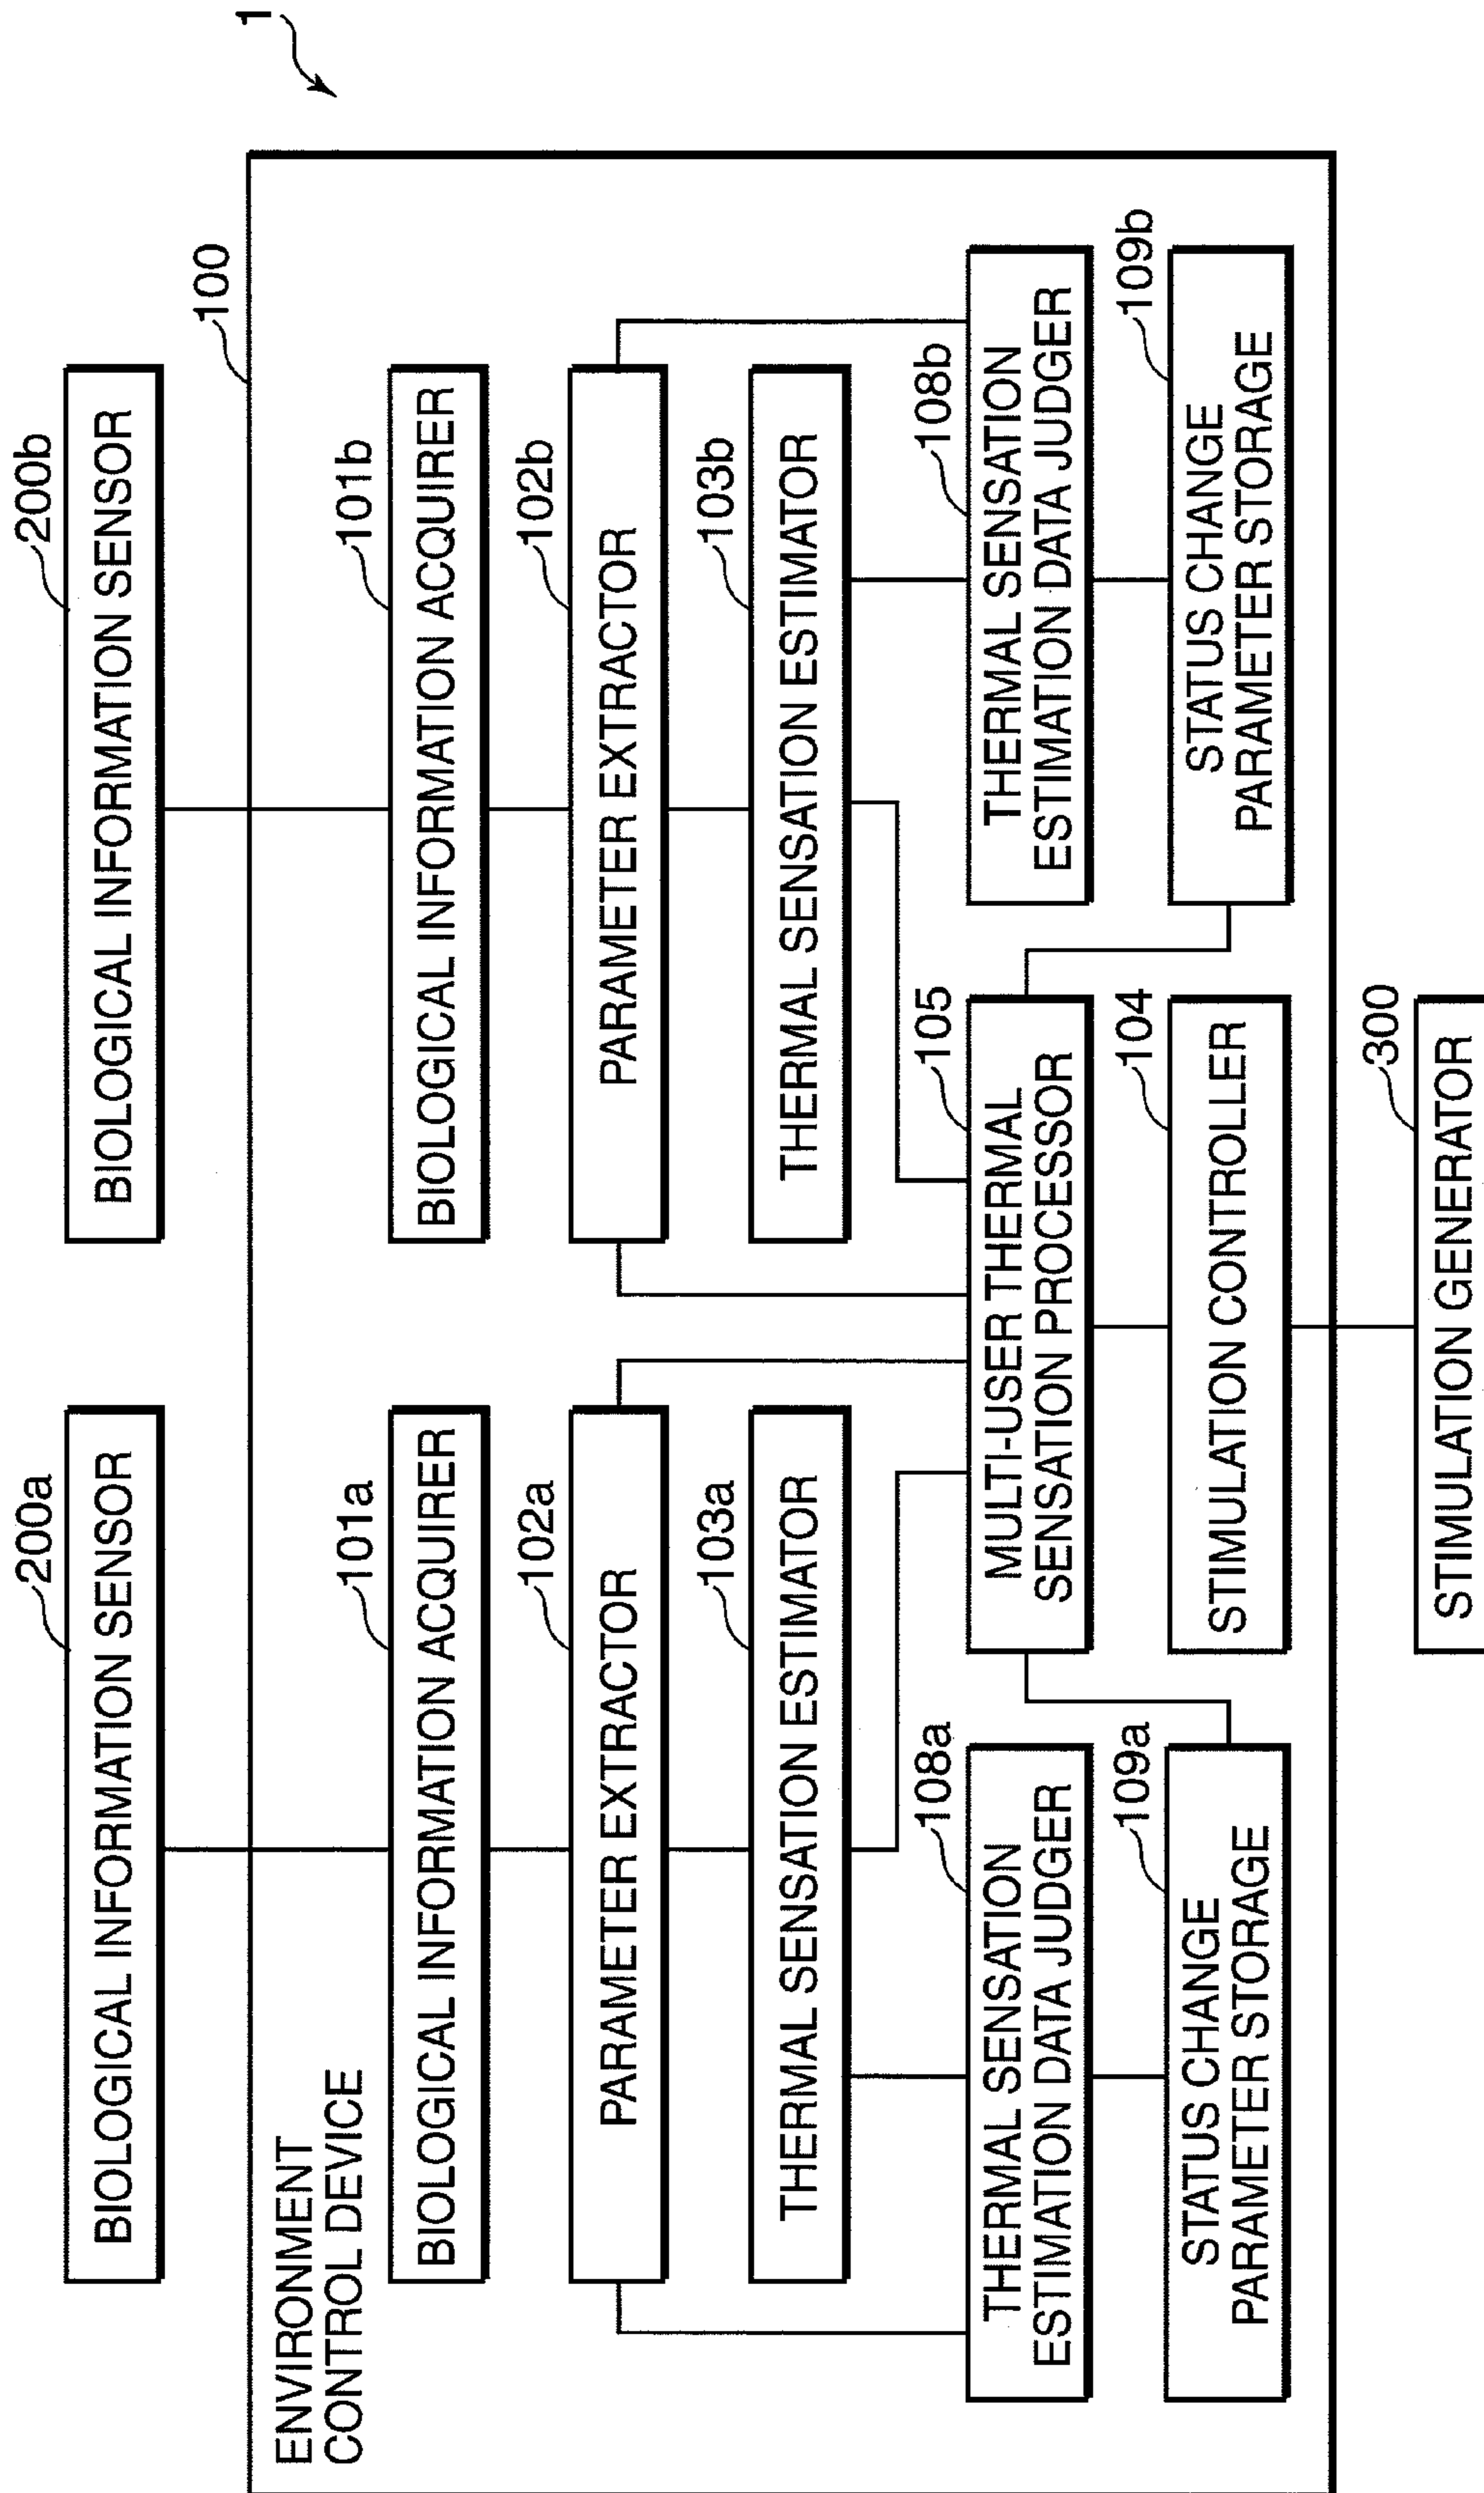 1
200a
BIOLOGICAL INFORMATION SENSOR
200b
BIOLOGICAL INFORMATION SENSOR
100
ENVIRONMENT
CONTROL DEVICE
101a
BIOLOGICAL INFORMATION ACQUIRER
101b
BIOLOGICAL INFORMATION ACQUIRER
102a
PARAMETER EXTRACTOR
102b
PARAMETER EXTRACTOR
103a
THERMAL SENSATION ESTIMATOR
103b
THERMAL SENSATION ESTIMATOR
108a
THERMAL SENSATION
ESTIMATION DATA JUDGER
105
MULTI-USER THERMAL
SENSATION PROCESSOR
108b
THERMAL SENSATION
ESTIMATION DATA JUDGER
109a
STATUS CHANGE
PARAMETER STORAGE
104
STIMULATION CONTROLLER
109b
STATUS CHANGE
PARAMETER STORAGE
300
STIMULATION GENERATOR